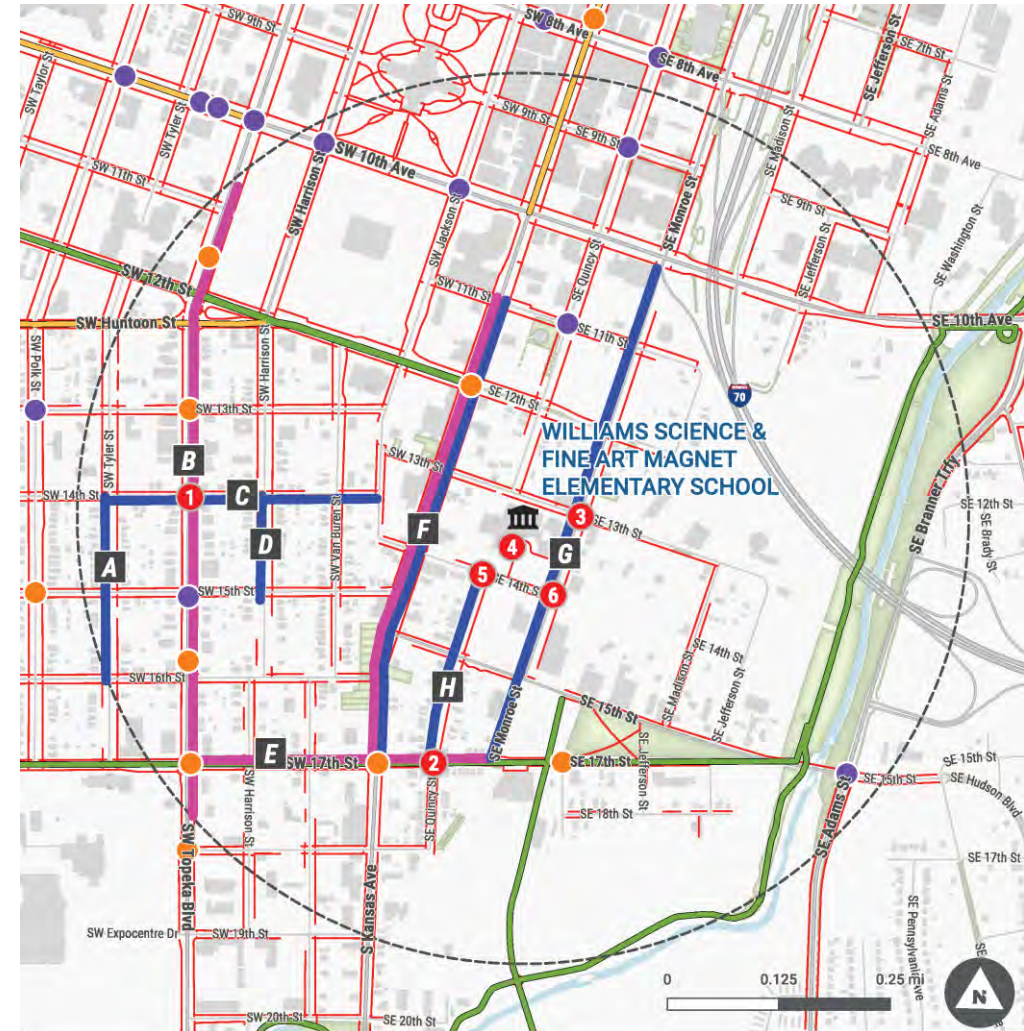 SW 9th St
SW 8th Ave
SE 8th Ave
SE 7th St
SE Jefferson St
SE Adams St
SW Taylor St
SW Tyler St
SW 9th St
SE 9th St
SE Madison St
SE 8th Ave
SW 11th St
SW Harrison St
SW 10th Ave
SW Jackson St
SE Monroe St
SE 9th St
SE Quincy St
SE Jefferson St
SE Washington St
SW 12th St
SW 11th St
SW Huntoon St
SE 11th St
SE 10th Ave
SW Polk St
SW Harrison St
SE 12th St
70
SW 13th St
WILLIAMS SCIENCE &
FINE ART MAGNET
ELEMENTARY SCHOOL
SW Tyler St
B
SW 13th St
SE Branner Trfy
SW 14th St
1
C
SE 12th St
3
SE 13th St
SE Brady St
D
SW Van Buren St
F
4
G
A
5
SE 14th St
6
SW 15th St
SE 14th St
SW 16th St
H
SE Madison St
SE Jefferson St
SE 15th St
SE Monroe St
SE Jefferson St
E
SW 17th St
2
SE 17th St
SE 15th St
SE 15th St
SE Hudson Blvd
SW Harrison St
SE Quincy St
SE 18th St
SE Adams St
SW Topeka Blvd
SE 17th St
S Kansas Ave
SW Expocentre Dr
SW 19th St
SE Pennsylvania Ave
SE
0
0.125
0.25 mi
N
SW 20th St
SE 20th St